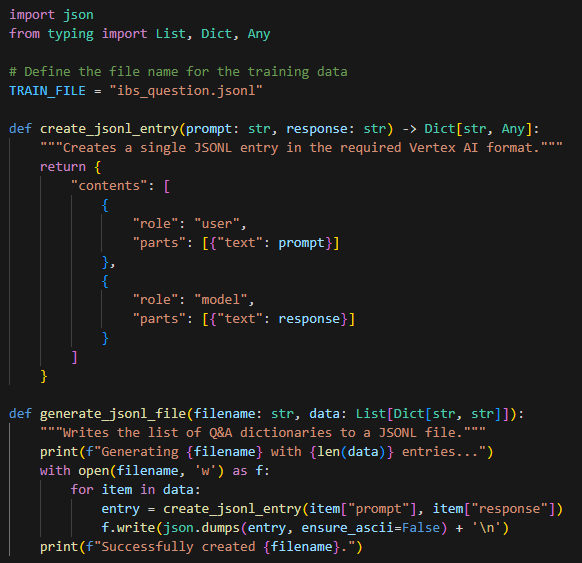 import json
from typing import List, Dict, Any

# Define the file name for the training data
TRAIN_FILE = "ibs_question.jsonl"

def create_jsonl_entry(prompt: str, response: str) -> Dict[str, Any]:
    """Creates a single JSONL entry in the required Vertex AI format."""
    return {
        "contents": [
            {
                "role": "user",
                "parts": [{"text": prompt}]
            },
            {
                "role": "model",
                "parts": [{"text": response}]
            }
        ]
    }

def generate_jsonl_file(filename: str, data: List[Dict[str, str]]):
    """Writes the list of Q&A dictionaries to a JSONL file."""
    print(f"Generating {filename} with {len(data)} entries...")
    with open(filename, 'w') as f:
        for item in data:
            entry = create_jsonl_entry(item["prompt"], item["response"])
            f.write(json.dumps(entry, ensure_ascii=False) + '\n')
    print(f"Successfully created {filename}.")